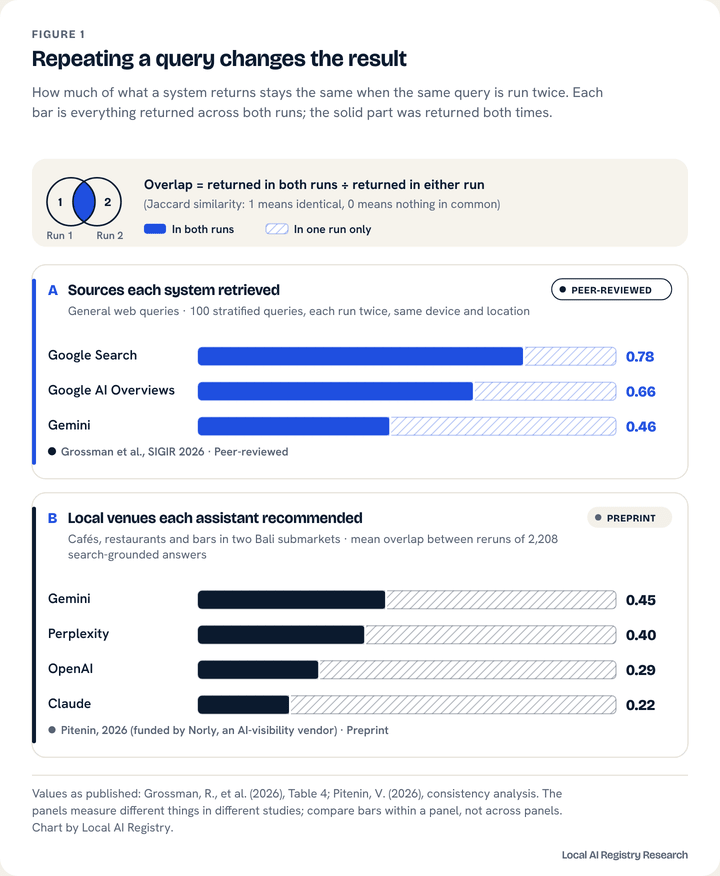 FIGURE 1
Repeating a query changes the result
How much of what a system returns stays the same when the same query is run twice. Each
bar is everything returned across both runs; the solid part was returned both times.
1
2
Run 1
Run 2
Overlap = returned in both runs ÷ returned in either run
(Jaccard similarity: 1 means identical, 0 means nothing in common)
In both runs
In one run only
A Sources each system retrieved
PEER-REVIEWED
General web queries · 100 stratified queries, each run twice, same device and location
Google Search 0.78
Google AI Overviews 0.66
Gemini 0.46
Grossman et al., SIGIR 2026 · Peer-reviewed
B Local venues each assistant recommended
PREPRINT
Cafés, restaurants and bars in two Bali submarkets · mean overlap between reruns of 2,208
search-grounded answers
Gemini 0.45
Perplexity 0.40
OpenAI 0.29
Claude 0.22
Pitenin, 2026 (funded by Norly, an AI-visibility vendor) · Preprint
Values as published: Grossman, R., et al. (2026), Table 4; Pitenin, V. (2026), consistency analysis. The
panels measure different things in different studies; compare bars within a panel, not across panels.
Chart by Local AI Registry.
Local AI Registry Research